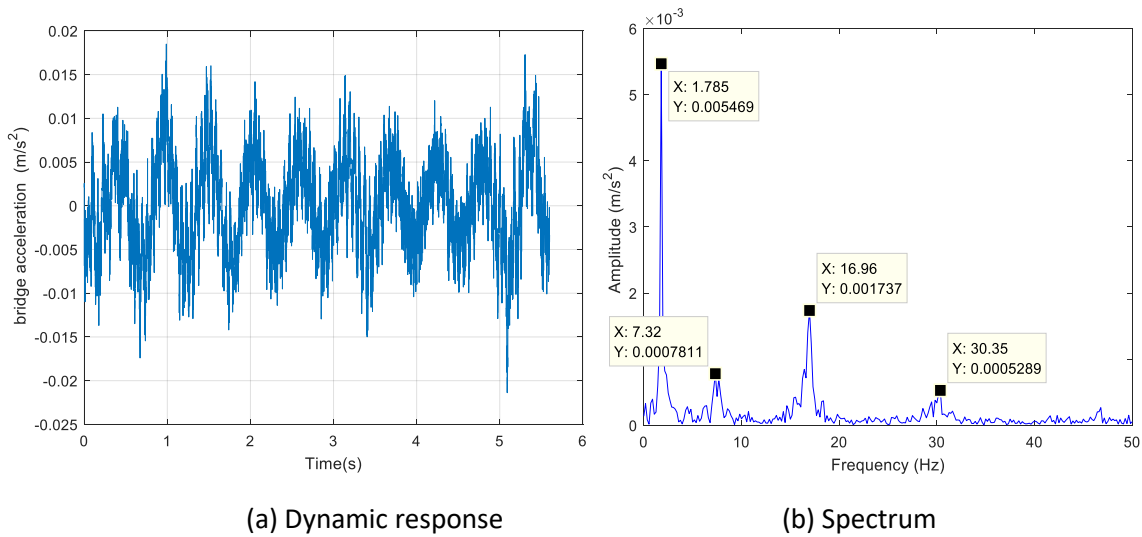 0.02
0.015
0.01
0.005
0
-0.005
-0.01
-0.015
-0.02
-0.025
bridge acceleration (m/s²)
0 1 2 3 4 5 6
Time(s)
×10⁻³
6
5
4
3
2
1
0
Amplitude (m/s²)
X: 1.785
Y: 0.005469
X: 16.96
Y: 0.001737
X: 7.32
Y: 0.0007811
X: 30.35
Y: 0.0005289
0 10 20 30 40 50
Frequency (Hz)
(a) Dynamic response
(b) Spectrum